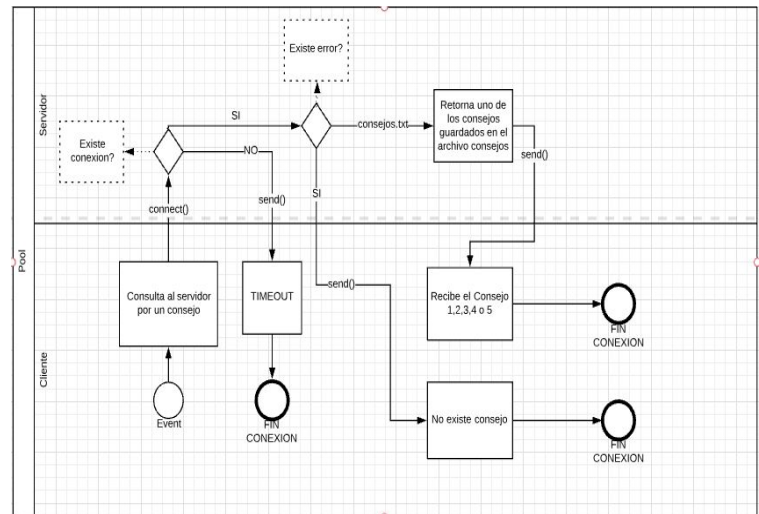 Pool
Servidor
Existe error?
SI
Existe
conexion?
NO
consejos.txt
Retorna uno de
los consejos
guardados en el
archivo consejos
send()
connect()
send()
SI
Cliente
Consulta al servidor
por un consejo
TIMEOUT
send()
Recibe el Consejo
1,2,3,4 o 5
FIN
CONEXION
Event
FIN
CONEXION
No existe consejo
FIN
CONEXION